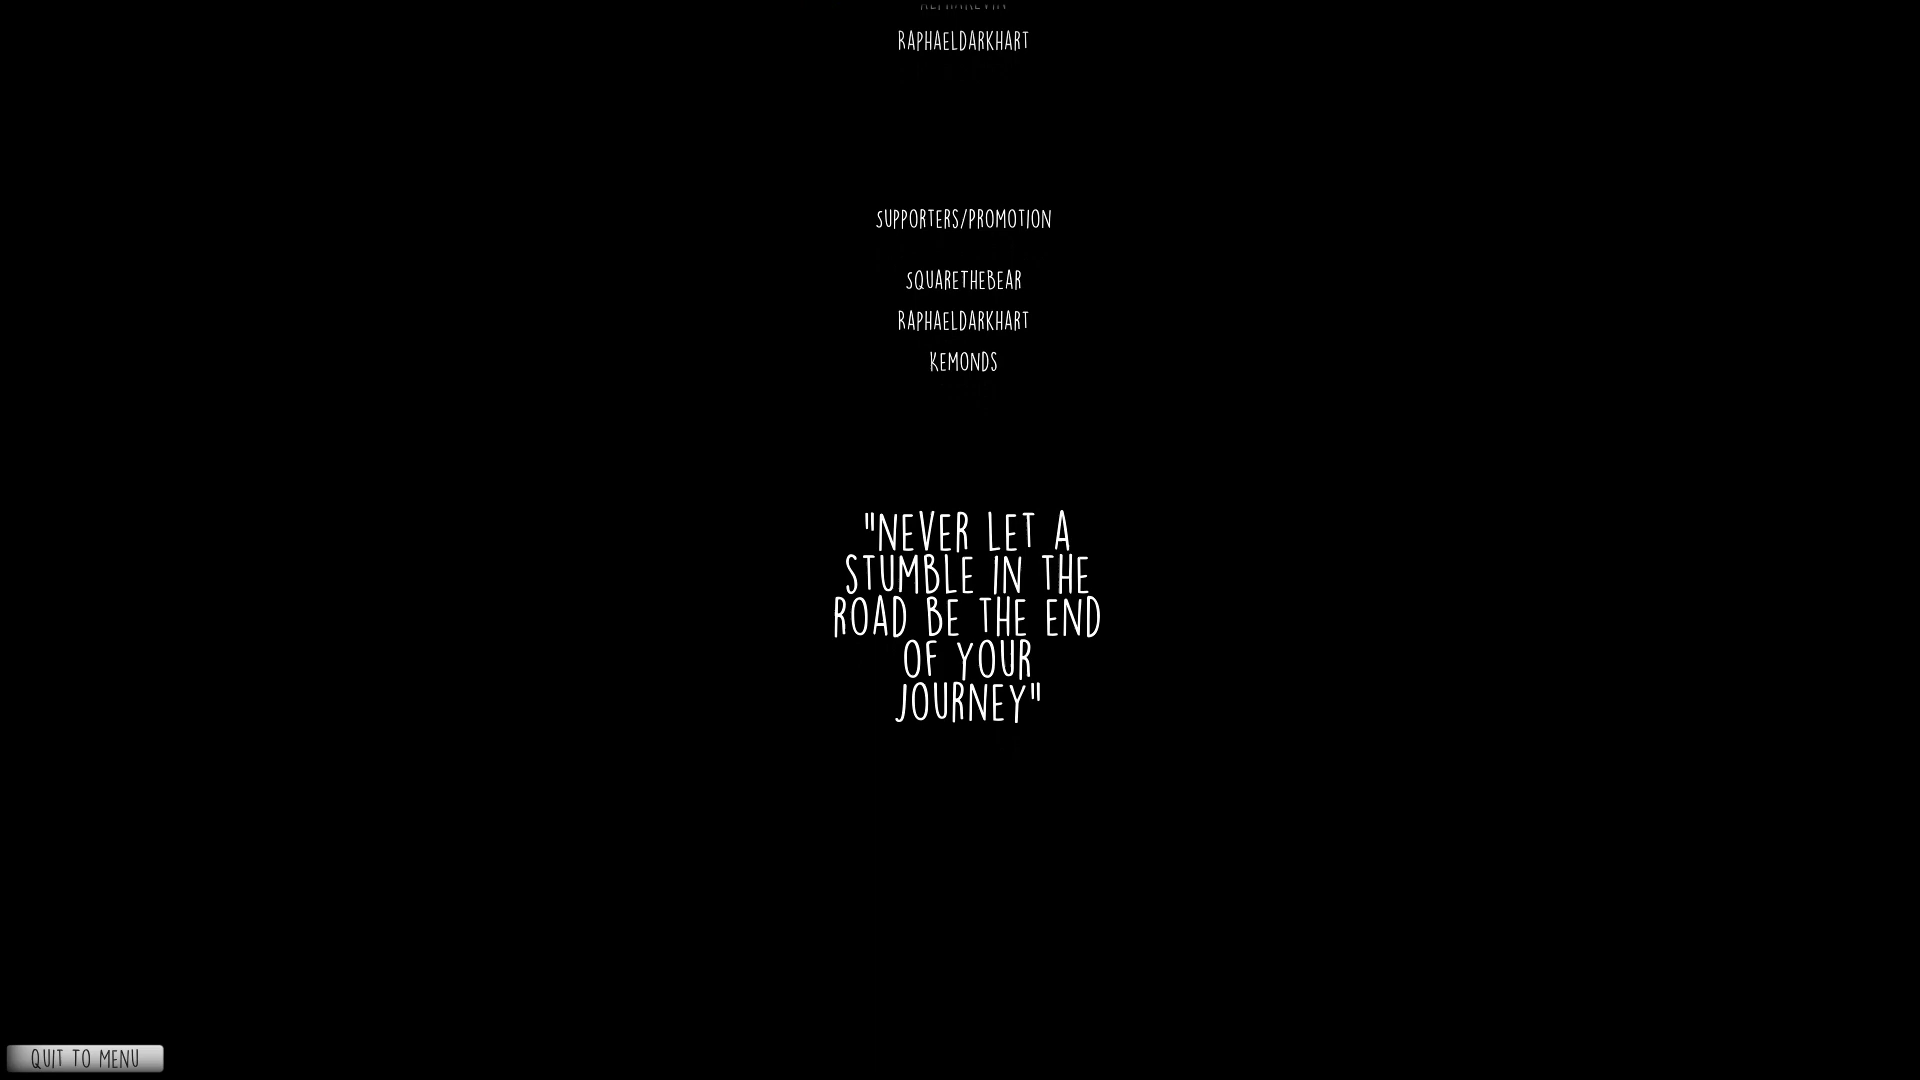 RAPHAELDARKHART
SUPPORTERS/PROMOTION
SQUARETHEBEAR
RAPHAELDARKHART
KEMONDS
"NEVER LET A
STUMBLE IN THE
ROAD BE THE END
OF YOUR
JOURNEY"
QUIT TO MENU